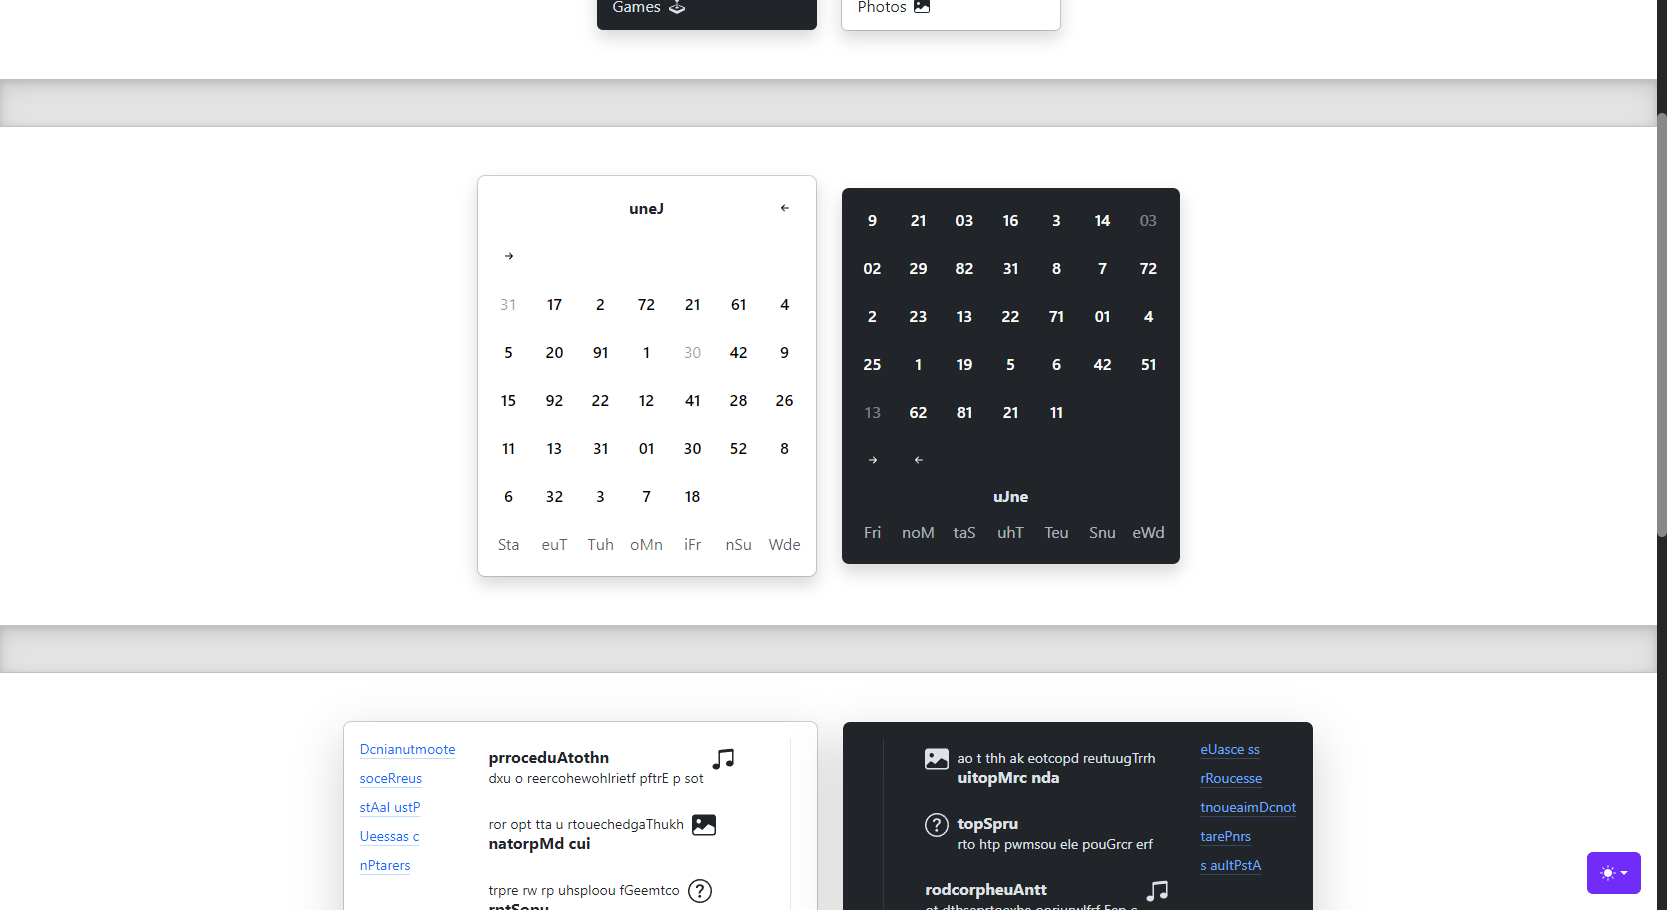 Games
Photos
uneJ
31 17 2 72 21 61 4
5 20 91 1 30 42 9
15 92 22 12 41 28 26
11 13 31 01 30 52 8
6 32 3 7 18
Sta euT Tuh oMn iFr nSu Wde
9 21 03 16 3 14 03
02 29 82 31 8 7 72
2 23 13 22 71 01 4
25 1 19 5 6 42 51
13 62 81 21 11
uJne
Fri noM taS uhT Teu Snu eWd
Dcnianutmoote
soceRreus
stAal ustP
Ueessas c
nPtarers
prroceduAtothn
dxu o reercohewohlrietf pftrE p sot
ror opt tta u rtouechedgaThukh
natorpMd cui
trpre rw rp uhsploou fGeemtco
ao t thh ak eotcopd reutuugTrrh
uitopMrc nda
topSpru
rto htp pwmsou ele pouGrcr erf
rodcorpheuAntt
eUasce ss
rRoucesse
tnoueaimDcnot
tarePnrs
s aultPstA